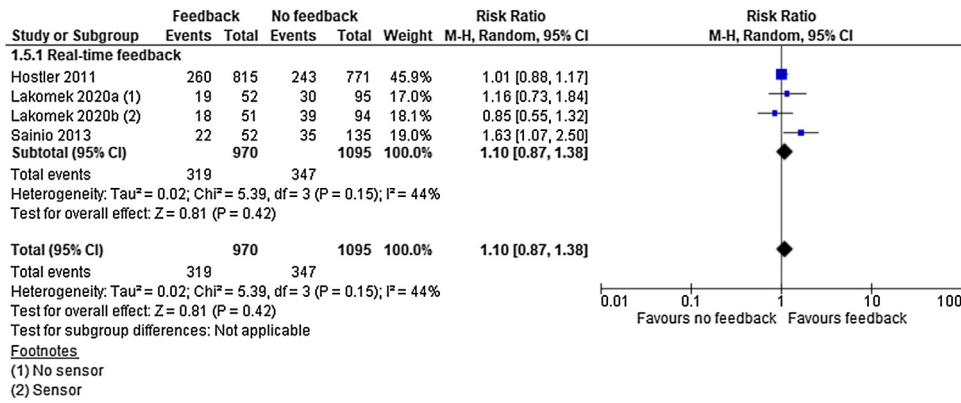 Feedback No feedback Risk Ratio Risk Ratio
Study or Subgroup Events Total Events Total Weight M-H, Random, 95% CI M-H, Random, 95% CI
1.5.1 Real-time feedback
Hostler 2011 260 815 243 771 45.9% 1.01 [0.88, 1.17]
Lakomek 2020a (1) 19 52 30 95 17.0% 1.16 [0.73, 1.84]
Lakomek 2020b (2) 18 51 39 94 18.1% 0.85 [0.55, 1.32]
Sainio 2013 22 52 35 135 19.0% 1.63 [1.07, 2.50]
Subtotal (95% CI) 970 1095 100.0% 1.10 [0.87, 1.38]
Total events 319 347
Heterogeneity: Tau² = 0.02; Chi² = 5.39, df = 3 (P = 0.15); I² = 44%
Test for overall effect: Z = 0.81 (P = 0.42)
Total (95% CI) 970 1095 100.0% 1.10 [0.87, 1.38]
Total events 319 347
Heterogeneity: Tau² = 0.02; Chi² = 5.39, df = 3 (P = 0.15); I² = 44%
Test for overall effect: Z = 0.81 (P = 0.42)
Test for subgroup differences: Not applicable
0.01 0.1 1 10 100
Favours no feedback Favours feedback
Footnotes
(1) No sensor
(2) Sensor